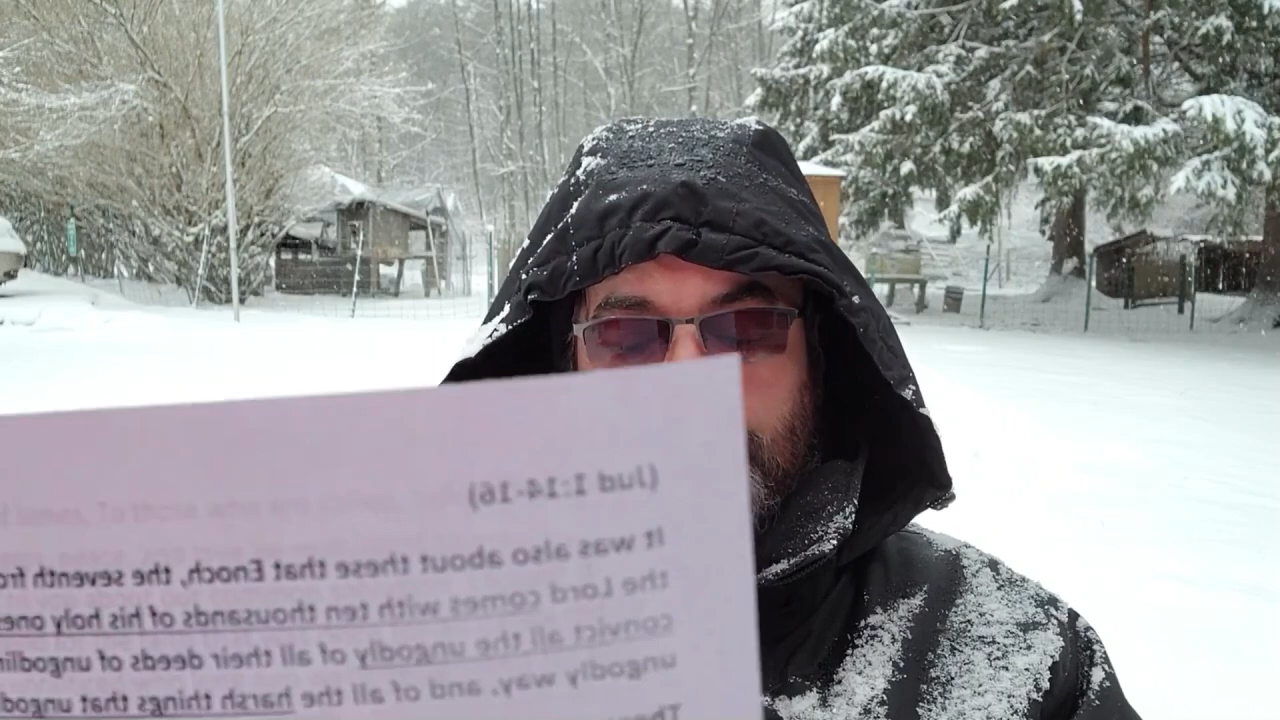 (Jud 1:14-16)
It was also about these that Enoch, the seventh
the Lord comes with ten thousands of his holy
convict all the ungodly of all their deeds of
ungodly way, and of all the harsh things that